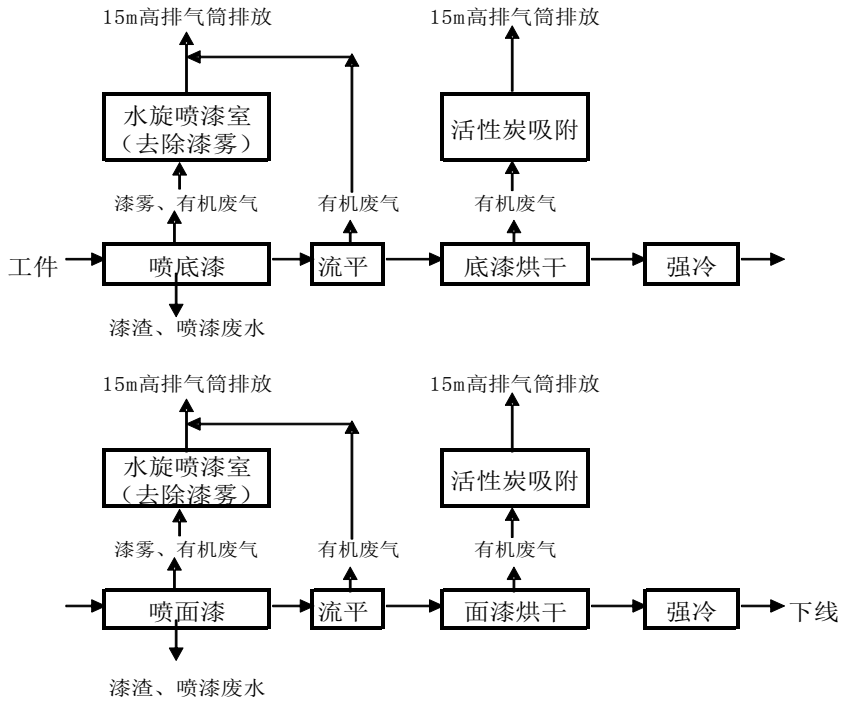 15m高排气筒排放
15m高排气筒排放
水旋喷漆室
（去除漆雾）
活性炭吸附
漆雾、有机废气
有机废气
有机废气
工件
喷底漆
流平
底漆烘干
强冷
漆渣、喷漆废水
15m高排气筒排放
15m高排气筒排放
水旋喷漆室
（去除漆雾）
活性炭吸附
漆雾、有机废气
有机废气
有机废气
喷面漆
流平
面漆烘干
强冷
下线
漆渣、喷漆废水